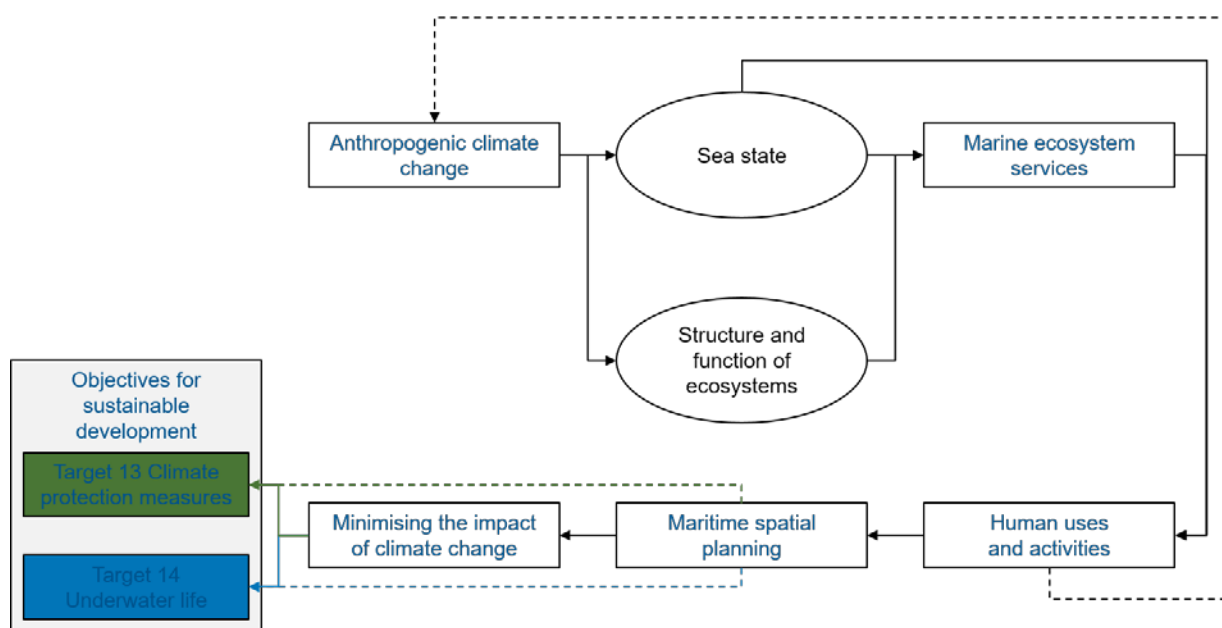 Anthropogenic climate
change
Sea state
Marine ecosystem
services
Structure and
function of
ecosystems
Objectives for
sustainable
development
Target 13 Climate
protection measures
Target 14
Underwater life
Minimising the impact
of climate change
Maritime spatial
planning
Human uses
and activities